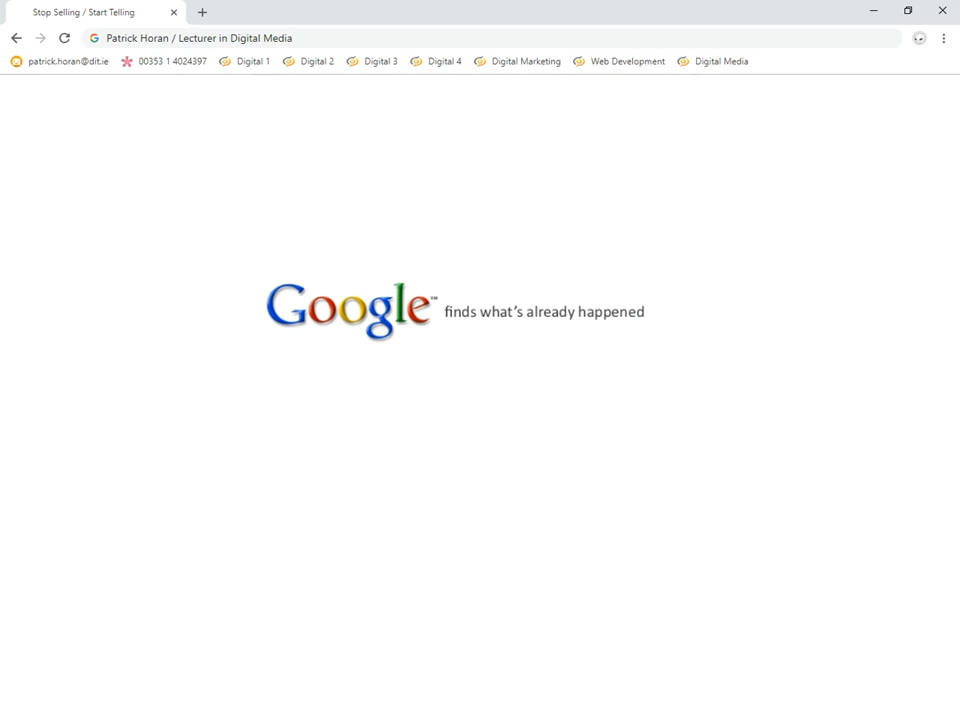 Stop Selling / Start Telling
Patrick Horan / Lecturer in Digital Media
patrick.horan@dit.ie 00353 1 4024397 Digital 1 Digital 2 Digital 3 Digital 4 Digital Marketing Web Development Digital Media
Google™ finds what's already happened